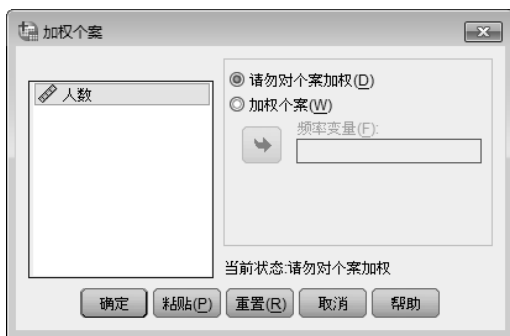 加权个案
人数
请勿对个案加权(D)
加权个案(W)
频率变量(F):
当前状态:请勿对个案加权
确定 粘贴(P) 重置(R) 取消 帮助